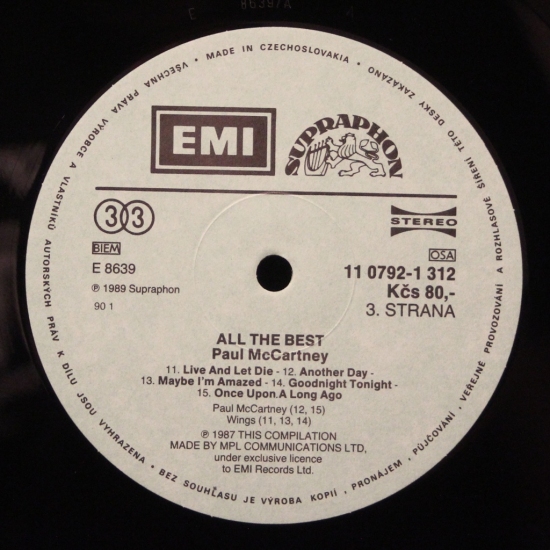 E 8639/A
VŠECHNA PRÁVA VÝROBCE A VLASTNÍKŮ AUTORSKÝCH PRÁV K DÍLU JSOU VYHRAZENA • BEZ SOUHLASU JE VÝROBA KOPIÍ, PRONÁJEM, PŮJČOVÁNÍ, VEREJNÉ PROVOZOVÁNÍ A ROZHLASOVÉ ŠÍŘENÍ TÉTO DESKY ZAKÁZÁNO • MADE IN CZECHOSLOVAKIA •
EMI
SUPRAPHON
33
STEREO
BIEM
OSA
E 8639
11 0792-1 312
℗ 1989 Supraphon
Kčs 80,-
90 1
3. STRANA
ALL THE BEST
Paul McCartney
11. Live And Let Die - 12. Another Day -
13. Maybe I'm Amazed - 14. Goodnight Tonight -
15. Once Upon.A Long Ago
Paul McCartney (12, 15)
Wings (11, 13, 14)
℗ 1987 THIS COMPILATION
MADE BY MPL COMMUNICATIONS LTD,
under exclusive licence
to EMI Records Ltd.